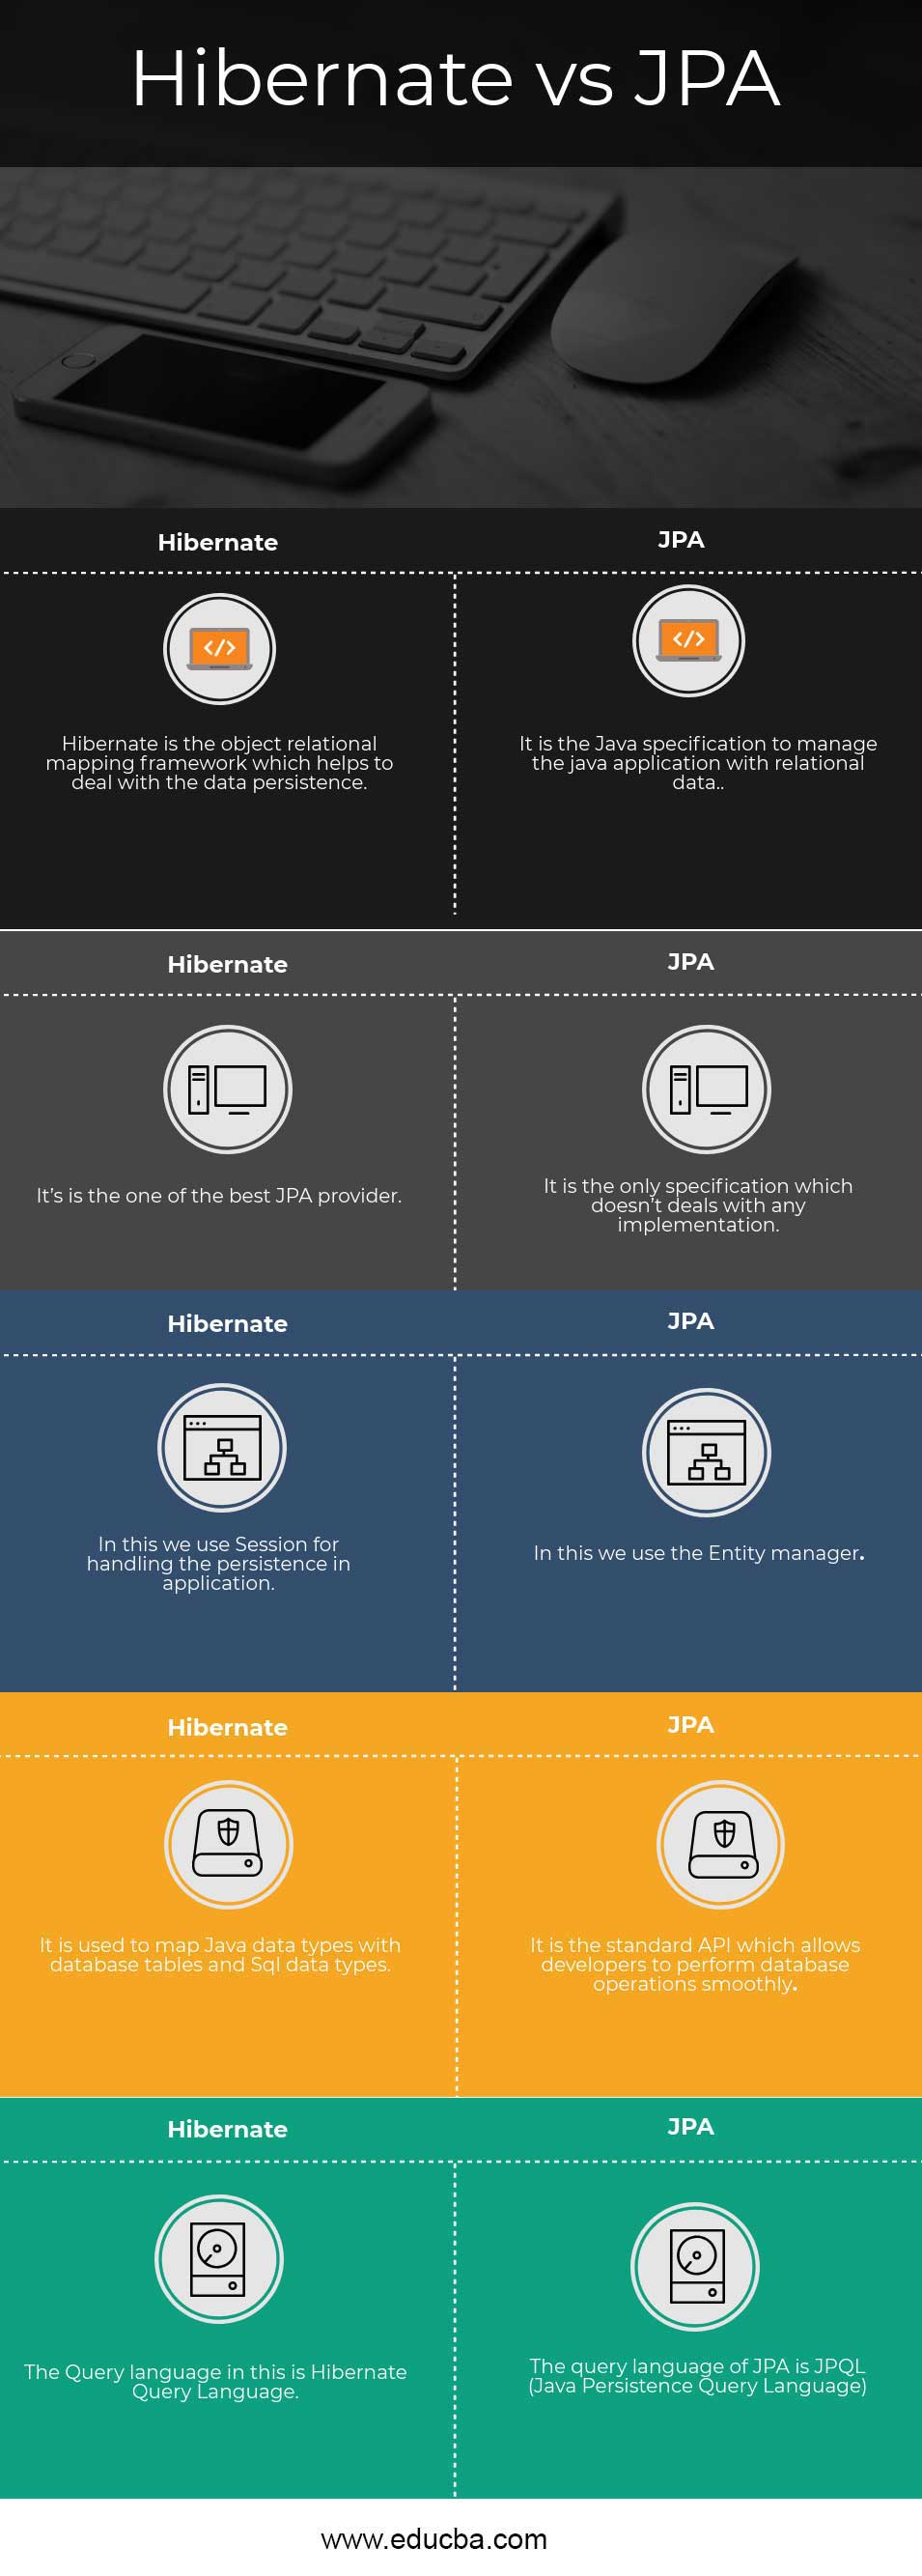 Hibernate vs JPA
Hibernate
JPA
Hibernate is the object relational
mapping framework which helps to
deal with the data persistence.
It is the Java specification to manage
the java application with relational
data..
Hibernate
JPA
It's is the one of the best JPA provider.
It is the only specification which
doesn't deals with any
implementation.
Hibernate
JPA
In this we use Session for
handling the persistence in
application.
In this we use the Entity manager.
Hibernate
JPA
It is used to map Java data types with
database tables and Sql data types.
It is the standard API which allows
developers to perform database
operations smoothly.
Hibernate
JPA
The Query language in this is Hibernate
Query Language.
The query language of JPA is JPQL
(Java Persistence Query Language)
www.educba.com